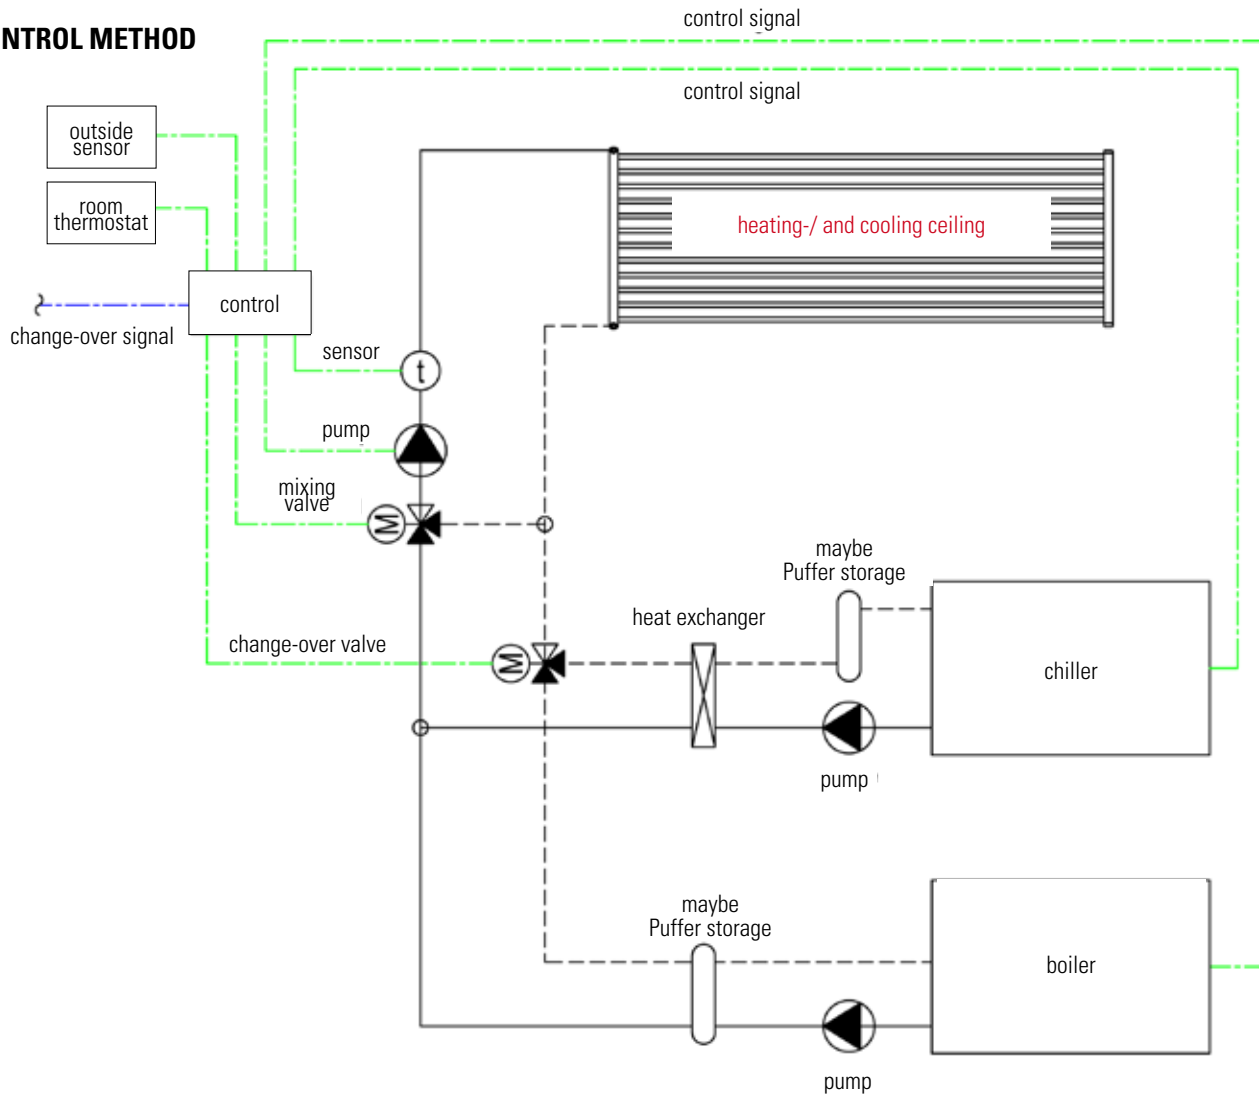 NTROL METHOD
control signal
control signal
outside
sensor
room
thermostat
heating-/ and cooling ceiling
control
change-over signal
sensor
t
pump
mixing
valve
M
maybe
Puffer storage
heat exchanger
change-over valve
M
chiller
pump
maybe
Puffer storage
boiler
pump